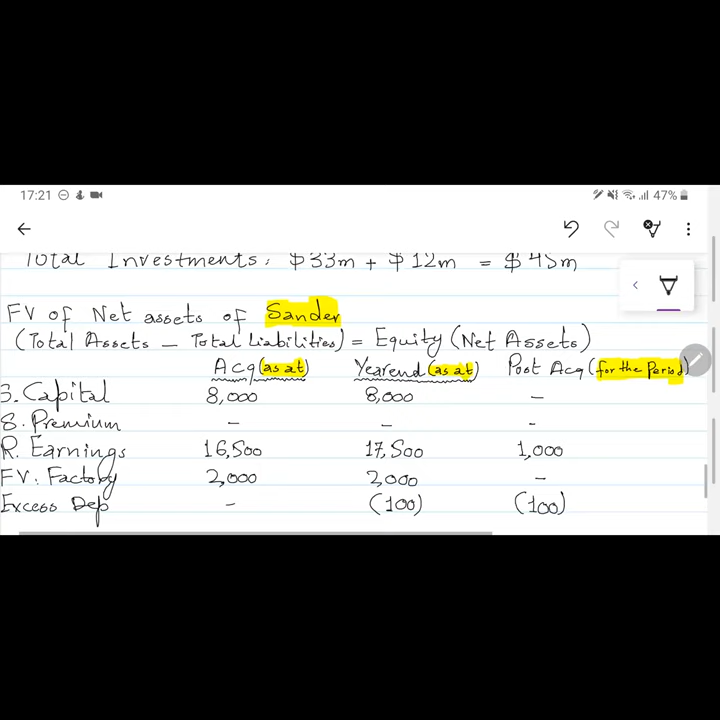 17:21 47%
Total Investments: $33m + $12m = $45m
FV of Net assets of Sander
(Total Assets – Total Liabilities) = Equity (Net Assets)
Acq (as at) Yearend (as at) Post Acq (for the Period)
S. Capital 8,000 8,000 –
S. Premium – – –
R. Earnings 16,500 17,500 1,000
FV: Factory 2,000 2,000 –
Excess Dep – (100) (100)